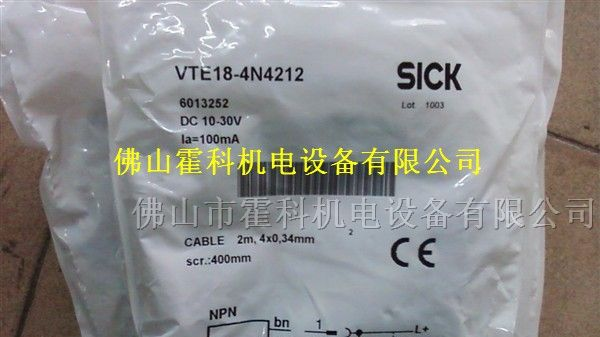 VTE18-4N4212
SICK
Lot 1003
6013252
DC 10-30V
Ia=100mA
佛山霍科机电设备有限公司
佛山市霍科机电设备有限公司
CABLE 2m, 4x0,34mm 2
scr.:400mm
CE
NPN
bn 1 L+